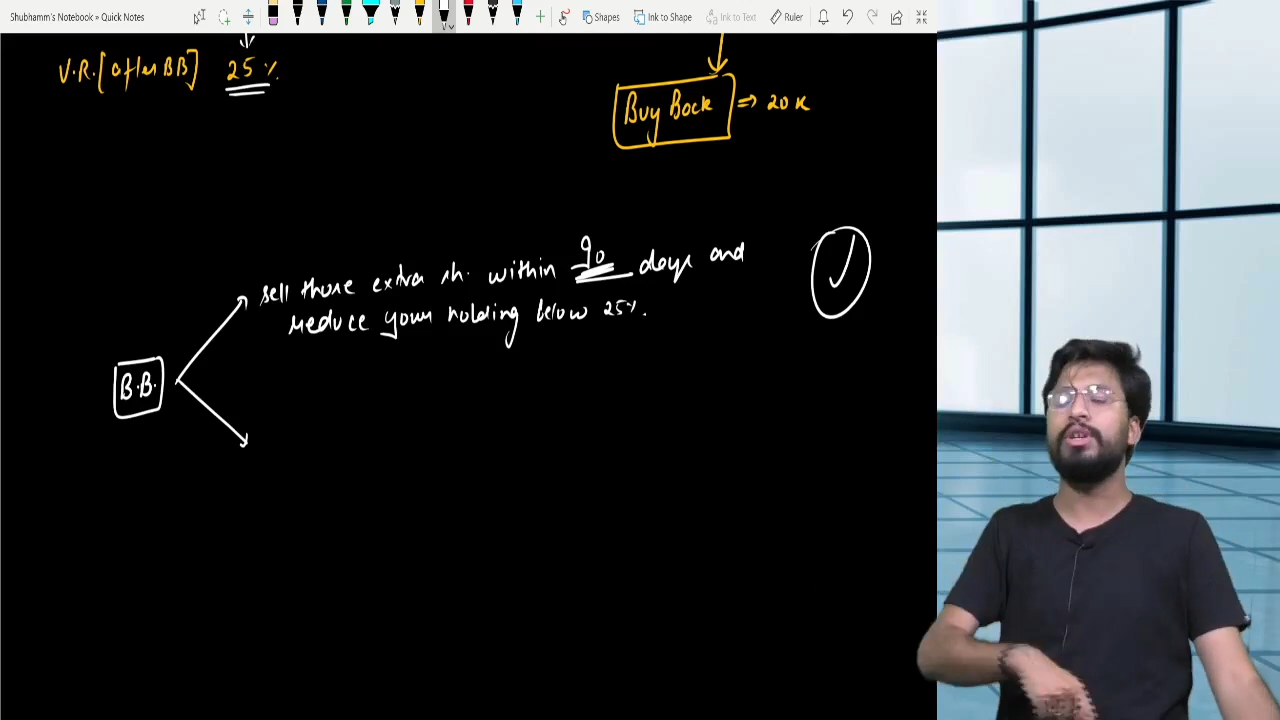 Shubhamm's Notebook » Quick Notes
Shapes
Ink to Shape
Ink to Text
Ruler
V.R.[after BB] 25%
Buy Back ⇒ 20K
sell those extra sh. within 90 days and
reduce your holding below 25%.
B.B.